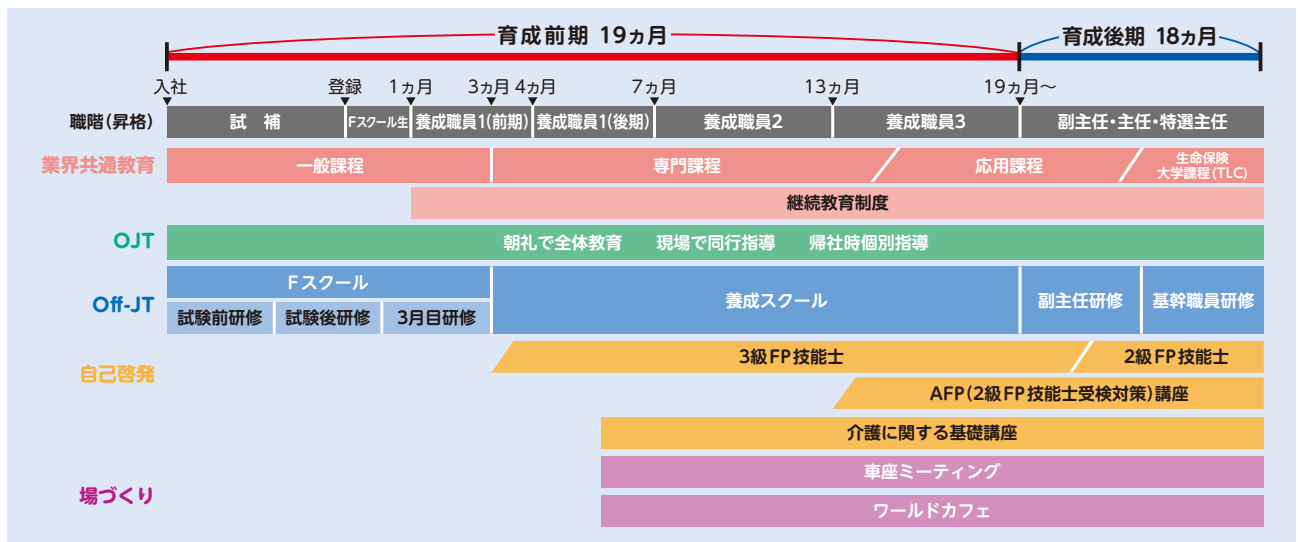 育成前期 19ヵ月
育成後期 18ヵ月
入社
登録
1ヵ月
3ヵ月
4ヵ月
7ヵ月
13ヵ月
19ヵ月〜
職階(昇格)
試 補
Fスクール生
養成職員1(前期)
養成職員1(後期)
養成職員2
養成職員3
副主任・主任・特選主任
業界共通教育
一般課程
専門課程
応用課程
生命保険
大学課程(TLC)
継続教育制度
OJT
朝礼で全体教育 現場で同行指導 帰社時個別指導
Off-JT
Fスクール
試験前研修
試験後研修
3月目研修
養成スクール
副主任研修
基幹職員研修
自己啓発
3級FP技能士
2級FP技能士
AFP(2級FP技能士受検対策)講座
介護に関する基礎講座
場づくり
車座ミーティング
ワールドカフェ